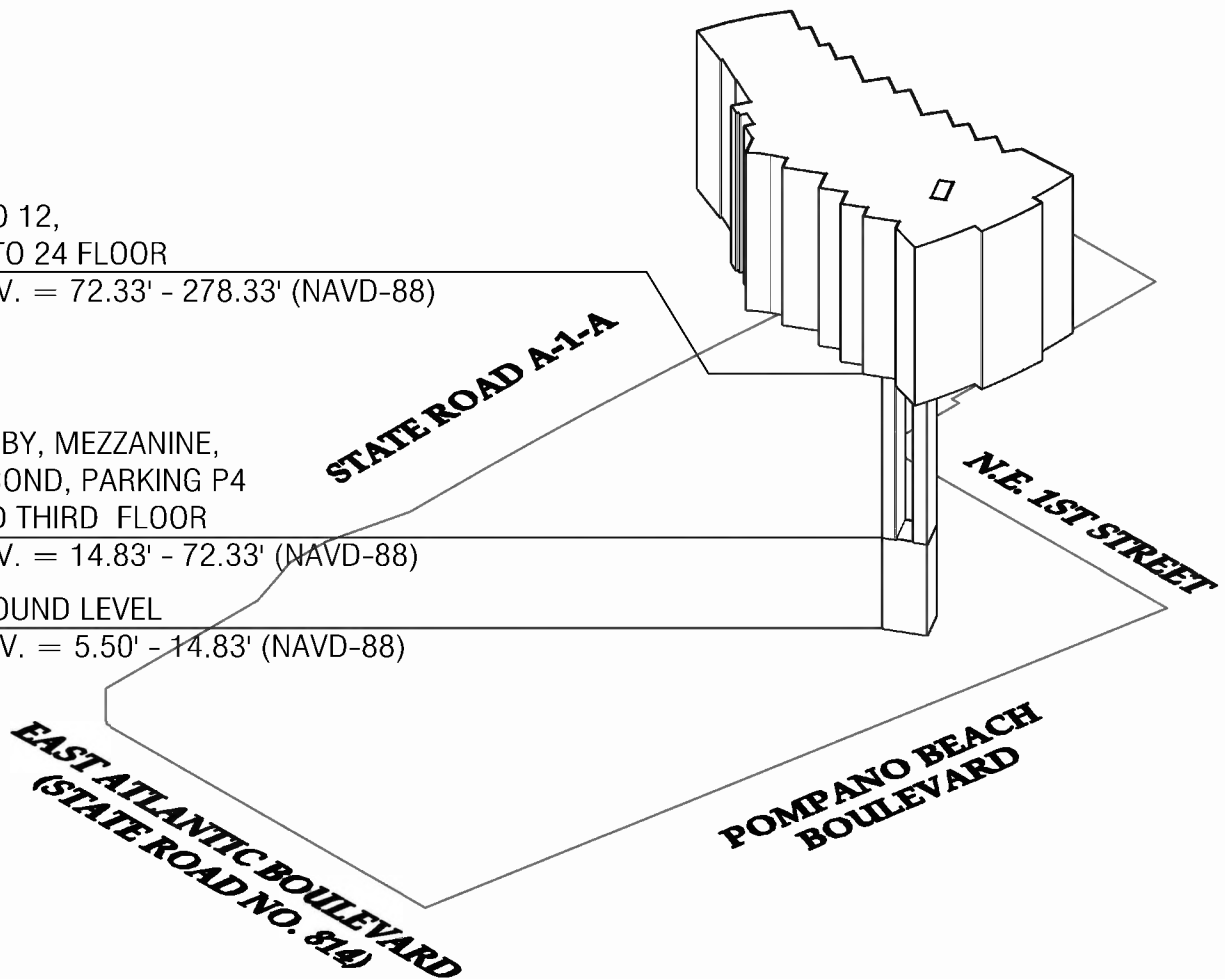 12,
TO 24 FLOOR
V. = 72.33' - 278.33' (NAVD-88)
STATE ROAD A-1-A
BY, MEZZANINE,
OND, PARKING P4
THIRD FLOOR
V. = 14.83' - 72.33' (NAVD-88)
N.E. 1ST STREET
OUND LEVEL
V. = 5.50' - 14.83' (NAVD-88)
EAST ATLANTIC BOULEVARD
(STATE ROAD NO. 814)
POMPANO BEACH
BOULEVARD